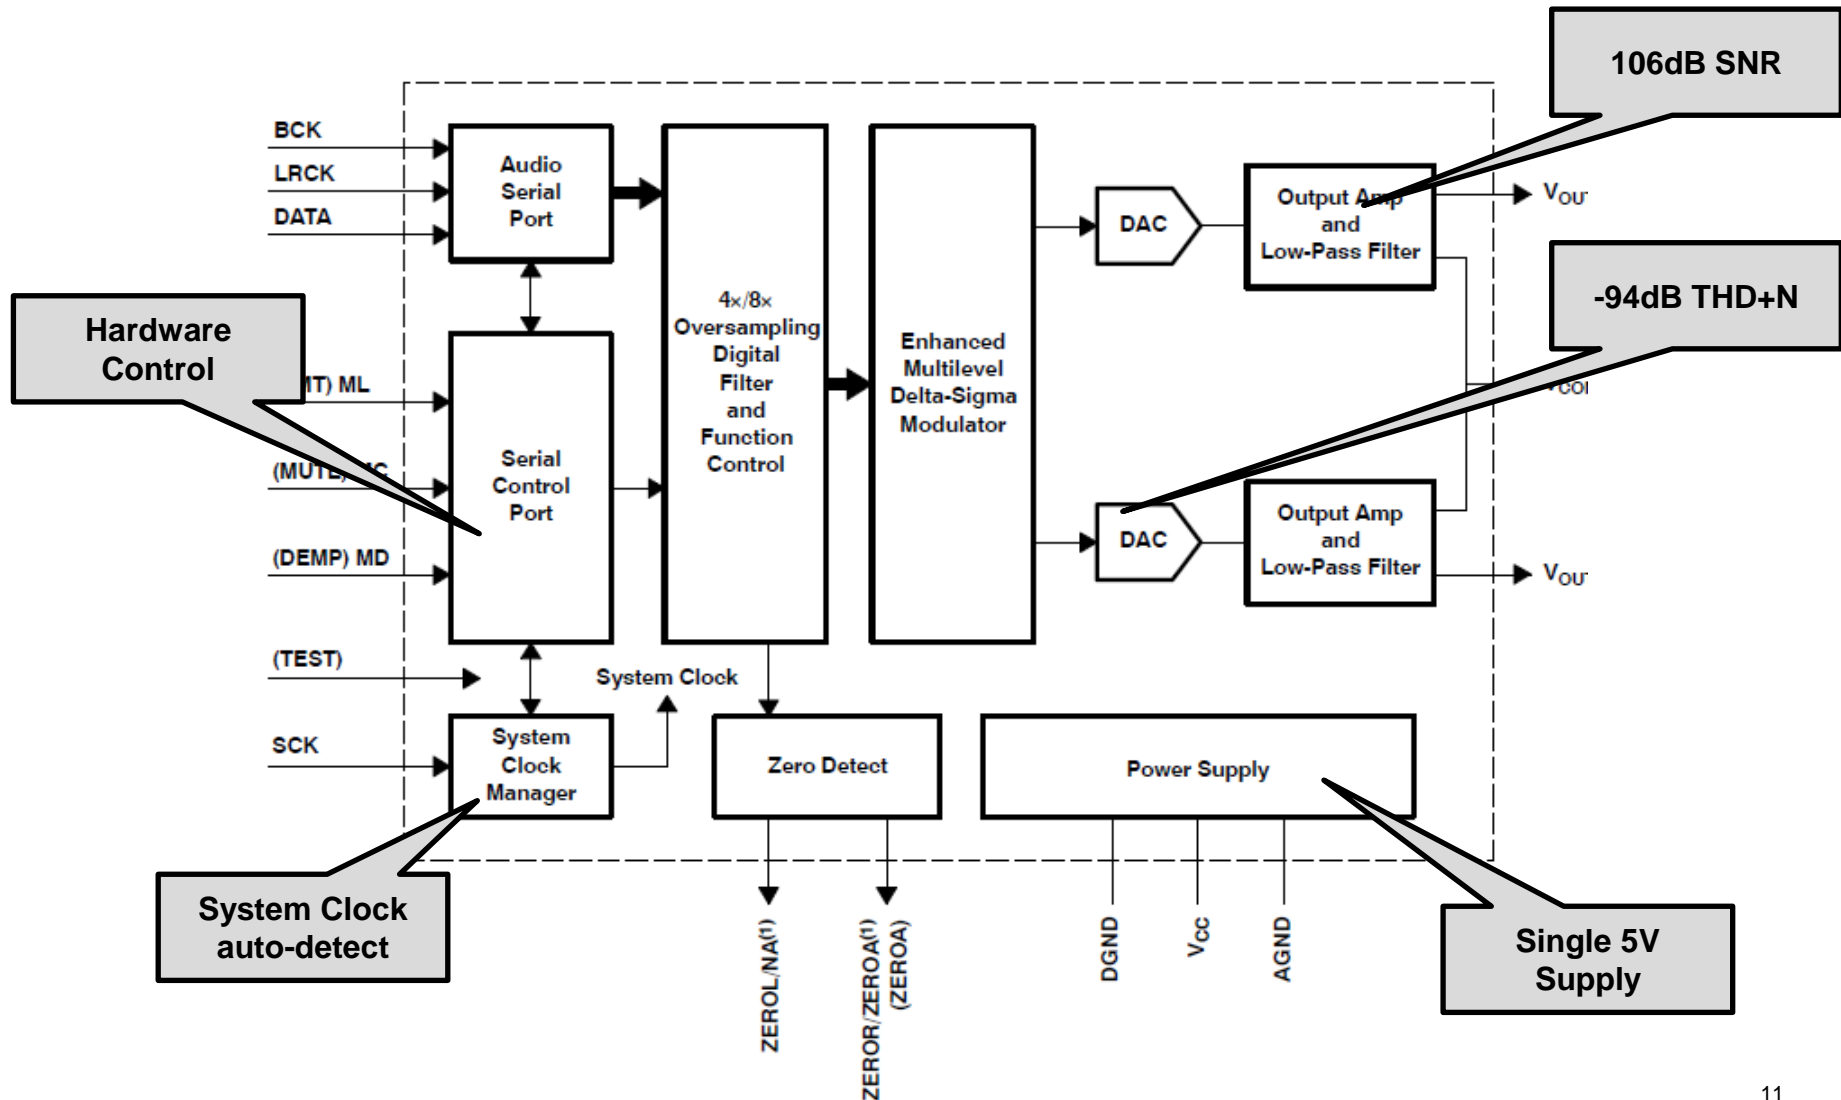 106dB SNR
BCK
LRCK
DATA
Audio
Serial
Port
DAC
Output Amp
and
Low-Pass Filter
VOU
-94dB THD+N
Hardware
Control
4×/8×
Oversampling
Digital
Filter
and
Function
Control
Enhanced
Multilevel
Delta-Sigma
Modulator
ML
Serial
Control
Port
(DEMP) MD
DAC
Output Amp
and
Low-Pass Filter
VOU
(TEST)
System Clock
SCK
System
Clock
Manager
Zero Detect
Power Supply
System Clock
auto-detect
ZEROL/NA(1)
ZEROR/ZEROA(1)
(ZEROA)
DGND
VCC
AGND
Single 5V
Supply
11